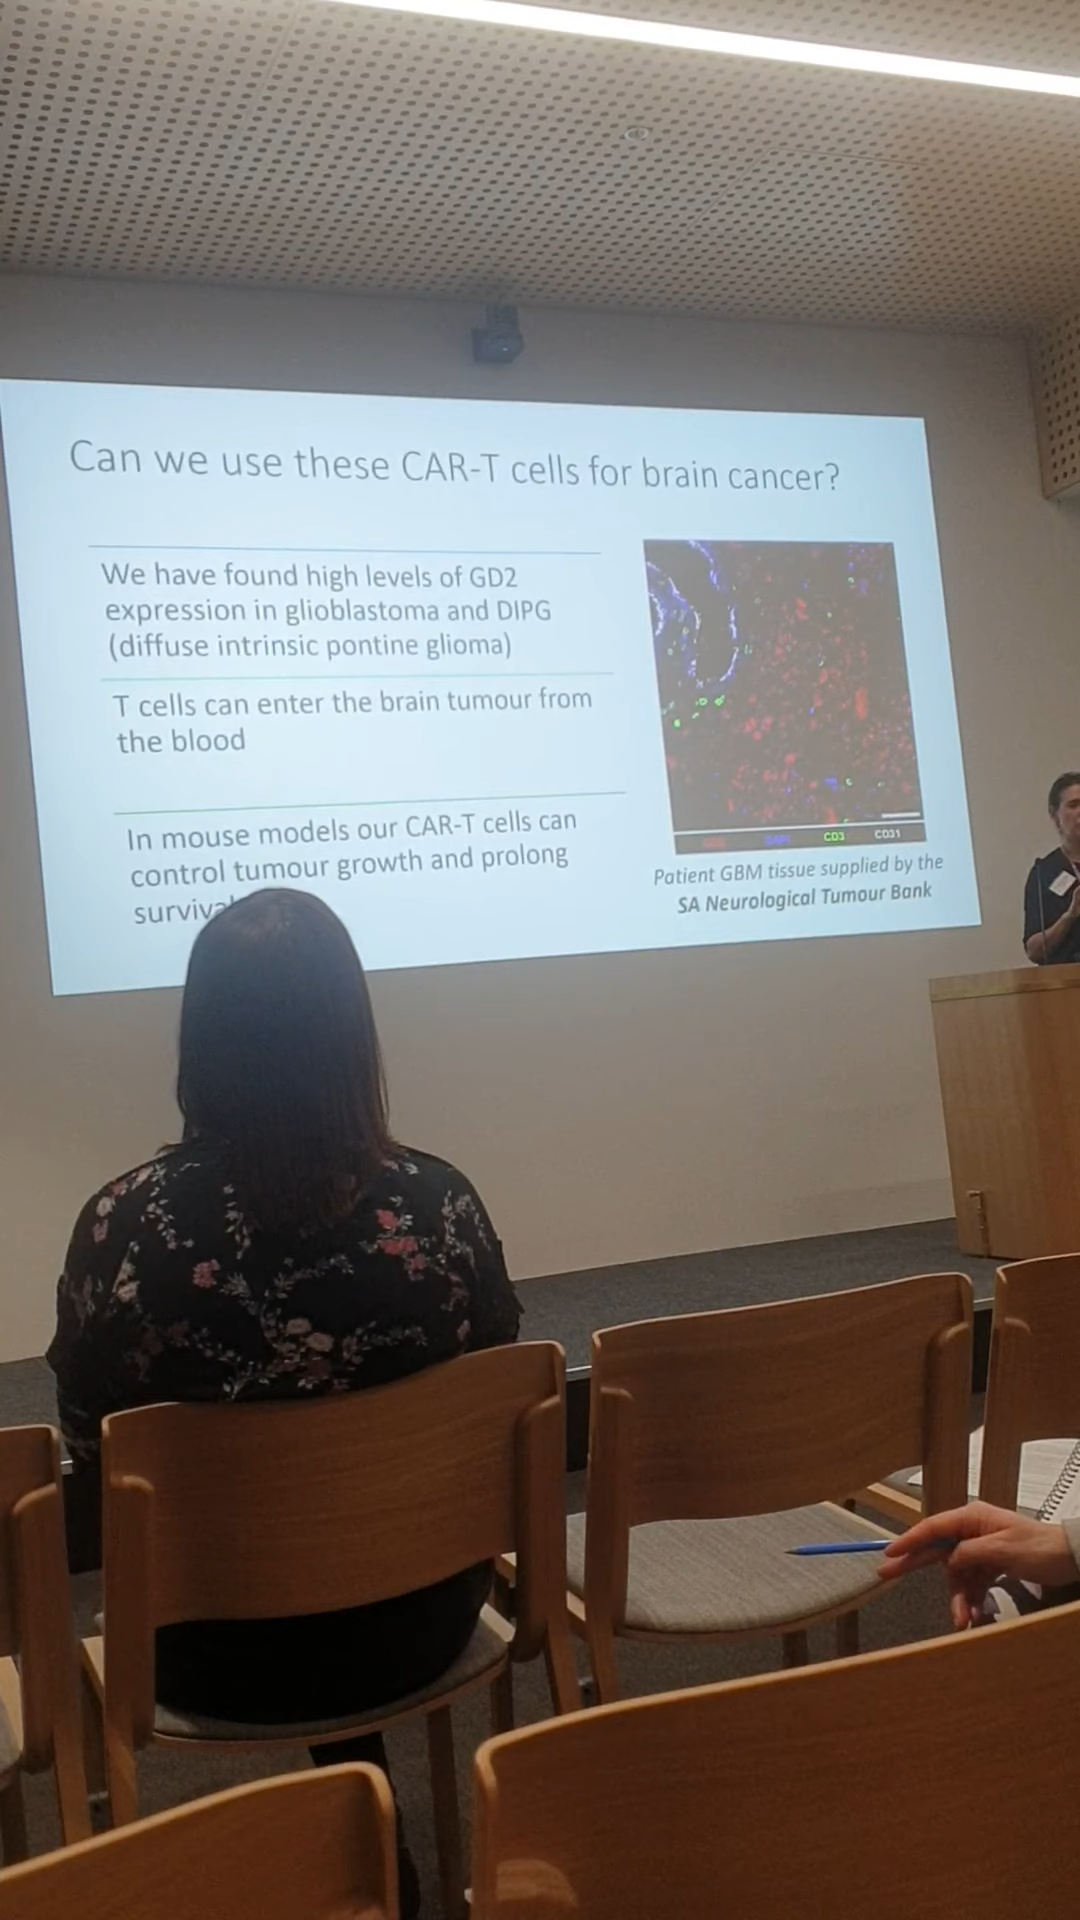 Can we use these CAR-T cells for brain cancer?
We have found high levels of GD2
expression in glioblastoma and DIPG
(diffuse intrinsic pontine glioma)
T cells can enter the brain tumour from
the blood
In mouse models our CAR-T cells can
control tumour growth and prolong
DAPI CD3 CD31
Patient GBM tissue supplied by the
SA Neurological Tumour Bank